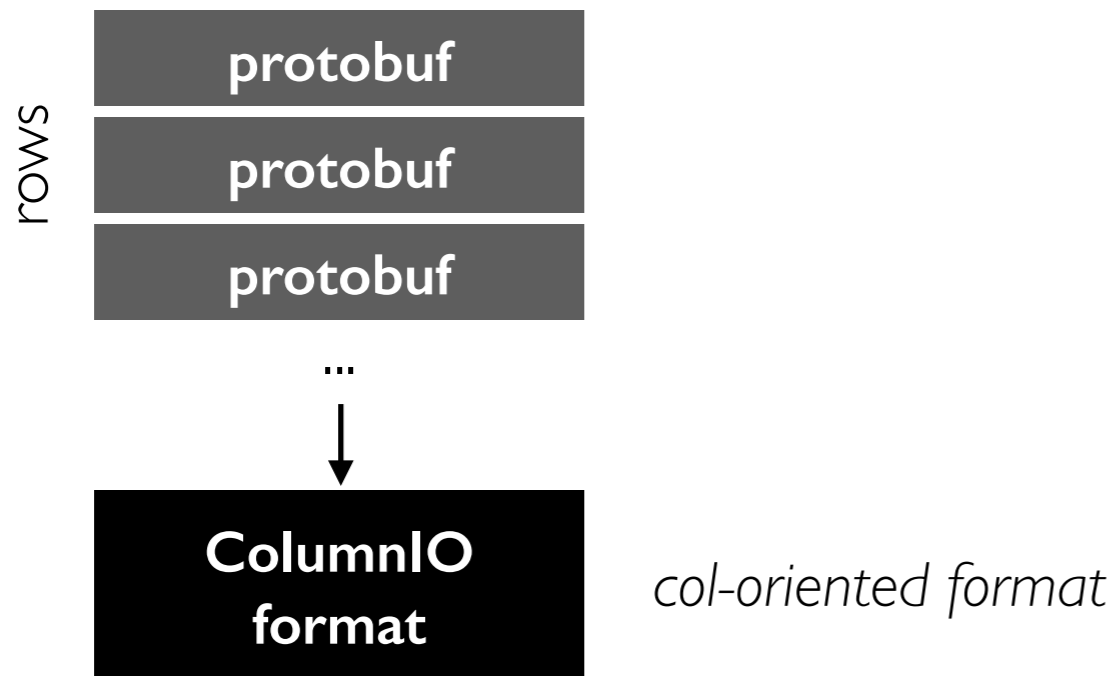 rows
protobuf
protobuf
protobuf
...
ColumnIO
format
col-oriented format